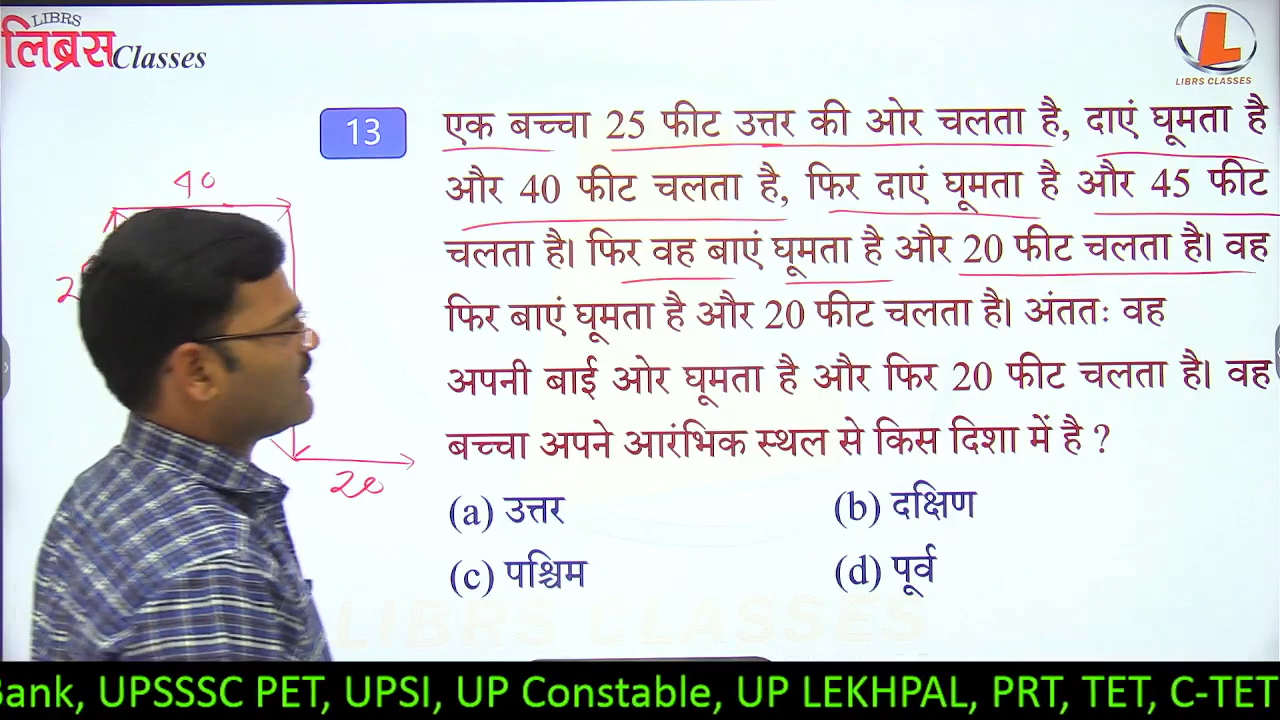 LIBRS
लिब्रस Classes
LIBRS CLASSES
13
एक बच्चा 25 फीट उत्तर की ओर चलता है, दाएं घूमता है
और 40 फीट चलता है, फिर दाएं घूमता है और 45 फीट
चलता है। फिर वह बाएं घूमता है और 20 फीट चलता है। वह
फिर बाएं घूमता है और 20 फीट चलता है। अंततः वह
अपनी बाई ओर घूमता है और फिर 20 फीट चलता है। वह
बच्चा अपने आरंभिक स्थल से किस दिशा में है ?
(a) उत्तर
(b) दक्षिण
(c) पश्चिम
(d) पूर्व
40
2
20
LIBRS CLASSES
Bank, UPSSSC PET, UPSI, UP Constable, UP LEKHPAL, PRT, TET, C-TET